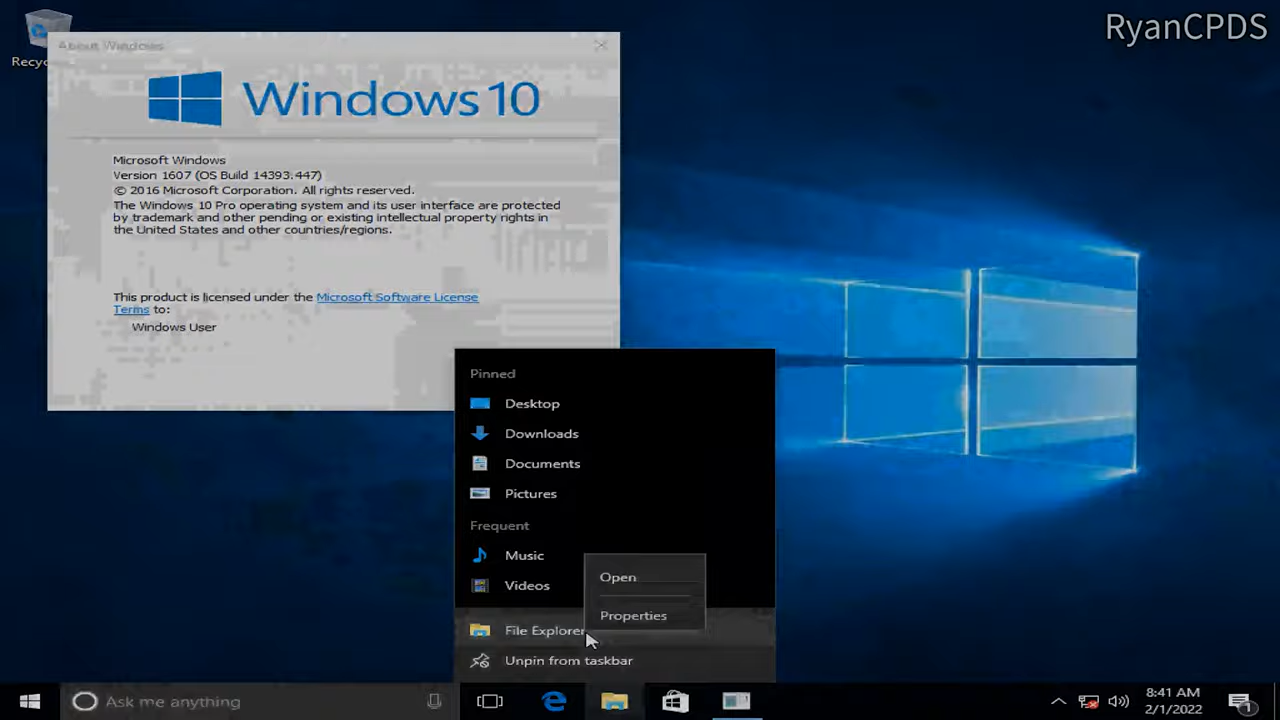 RyanCPDS
About Windows
Windows 10
Microsoft Windows
Version 1607 (OS Build 14393.447)
© 2016 Microsoft Corporation. All rights reserved.
The Windows 10 Pro operating system and its user interface are protected
by trademark and other pending or existing intellectual property rights in
the United States and other countries/regions.
This product is licensed under the Microsoft Software License
Terms to:
Windows User
Pinned
Desktop
Downloads
Documents
Pictures
Frequent
Music
Videos
Open
Properties
File Explorer
Unpin from taskbar
Ask me anything
8:41 AM
2/1/2022
1